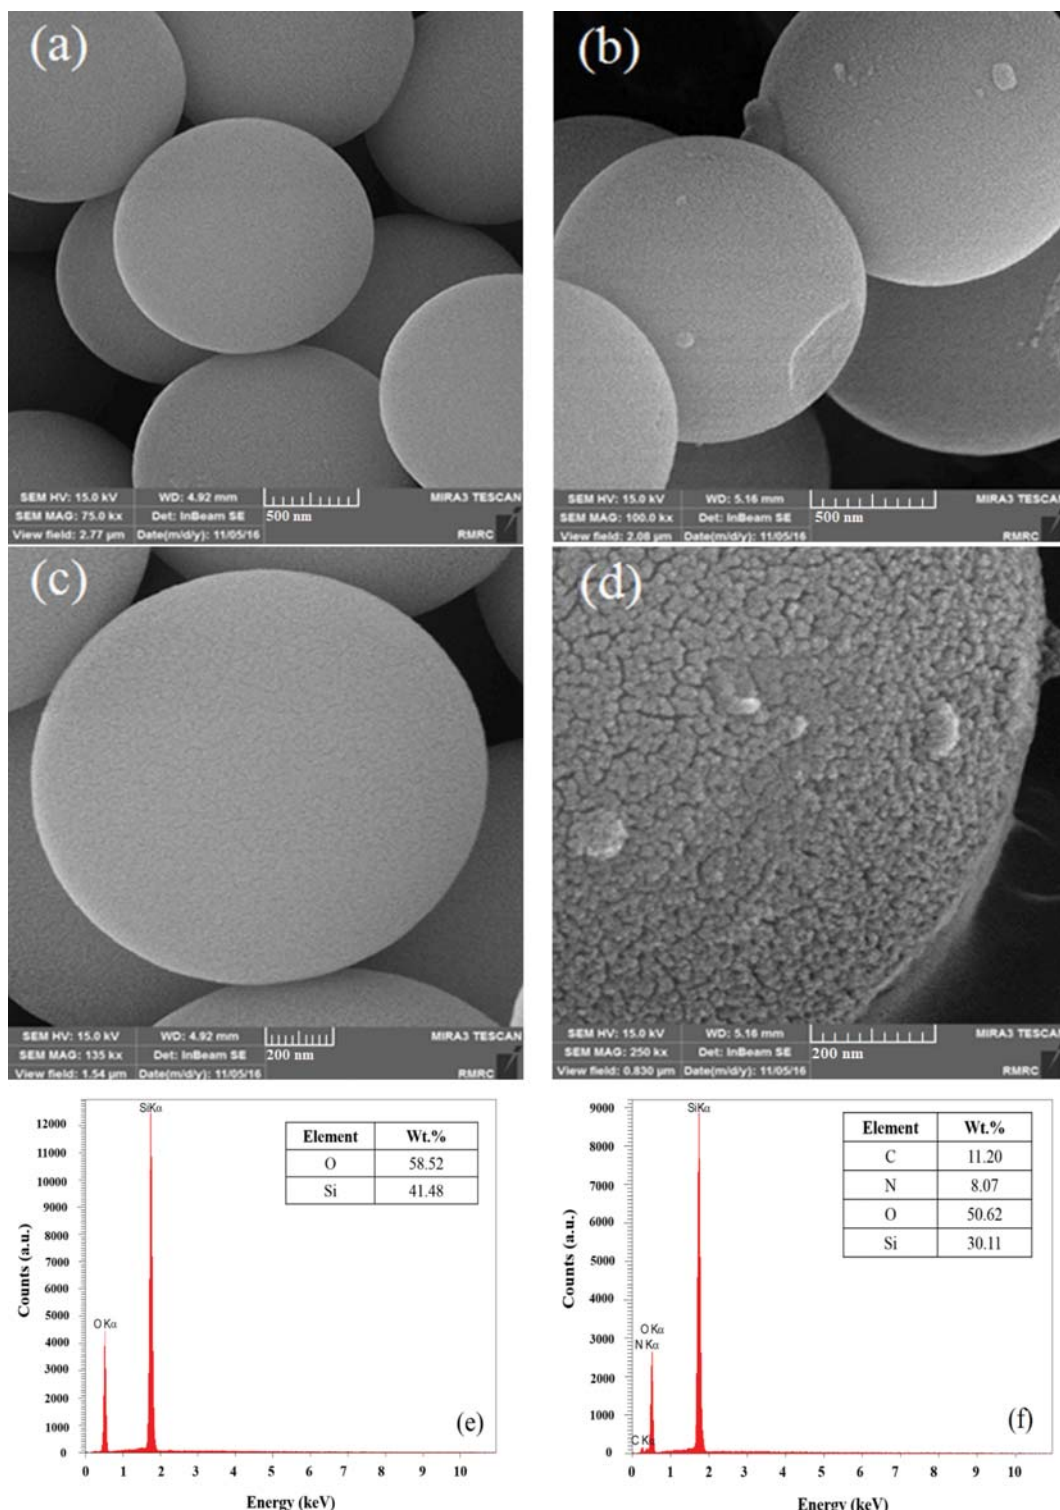 (a)
SEM HV: 15.0 kV WD: 4.92 mm MIRA3 TESCAN
SEM MAG: 75.0 kx Det: InBeam SE 500 nm
View field: 2.77 µm Date(m/d/y): 11/05/16 RMRC
(b)
SEM HV: 15.0 kV WD: 5.16 mm MIRA3 TESCAN
SEM MAG: 100.0 kx Det: InBeam SE 500 nm
View field: 2.08 µm Date(m/d/y): 11/05/16 RMRC
(c)
SEM HV: 15.0 kV WD: 4.92 mm MIRA3 TESCAN
SEM MAG: 135 kx Det: InBeam SE 200 nm
View field: 1.54 µm Date(m/d/y): 11/05/16 RMRC
(d)
SEM HV: 15.0 kV WD: 5.16 mm MIRA3 TESCAN
SEM MAG: 250 kx Det: InBeam SE 200 nm
View field: 0.830 µm Date(m/d/y): 11/05/16 RMRC
SiKα
12000
11000
10000
9000
8000
7000
6000
5000
4000
3000
2000
1000
0
Counts (a.u.)
O Kα
Element Wt.%
O 58.52
Si 41.48
(e)
0 1 2 3 4 5 6 7 8 9 10
Energy (keV)
SiKα
9000
8000
7000
6000
5000
4000
3000
2000
1000
0
Counts (a.u.)
O Kα
N Kα
C Kα
Element Wt.%
C 11.20
N 8.07
O 50.62
Si 30.11
(f)
0 1 2 3 4 5 6 7 8 9 10
Energy (keV)